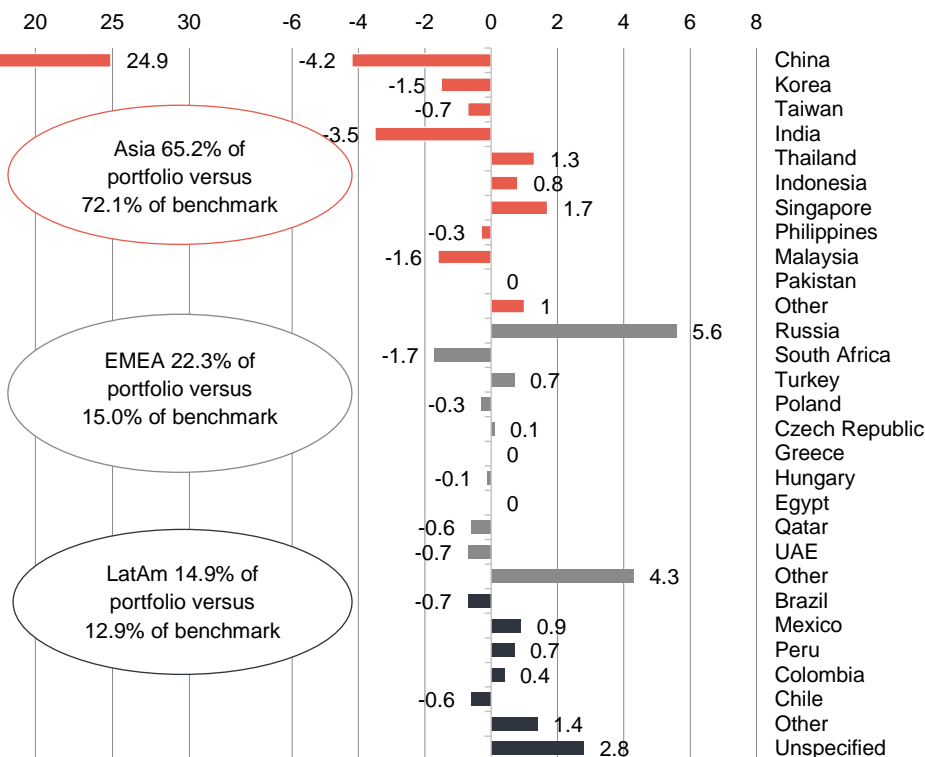 20 25 30 -6 -4 -2 0 2 4 6 8
24.9 -4.2 China
-1.5 Korea
-0.7 Taiwan
-3.5 India
Asia 65.2% of
portfolio versus
72.1% of benchmark
1.3 Thailand
0.8 Indonesia
1.7 Singapore
-0.3 Philippines
-1.6 Malaysia
0 Pakistan
1 Other
5.6 Russia
EMEA 22.3% of
portfolio versus
15.0% of benchmark
-1.7 South Africa
0.7 Turkey
-0.3 Poland
0.1 Czech Republic
0 Greece
-0.1 Hungary
0 Egypt
-0.6 Qatar
-0.7 UAE
LatAm 14.9% of
portfolio versus
12.9% of benchmark
4.3 Other
-0.7 Brazil
0.9 Mexico
0.7 Peru
0.4 Colombia
-0.6 Chile
1.4 Other
2.8 Unspecified